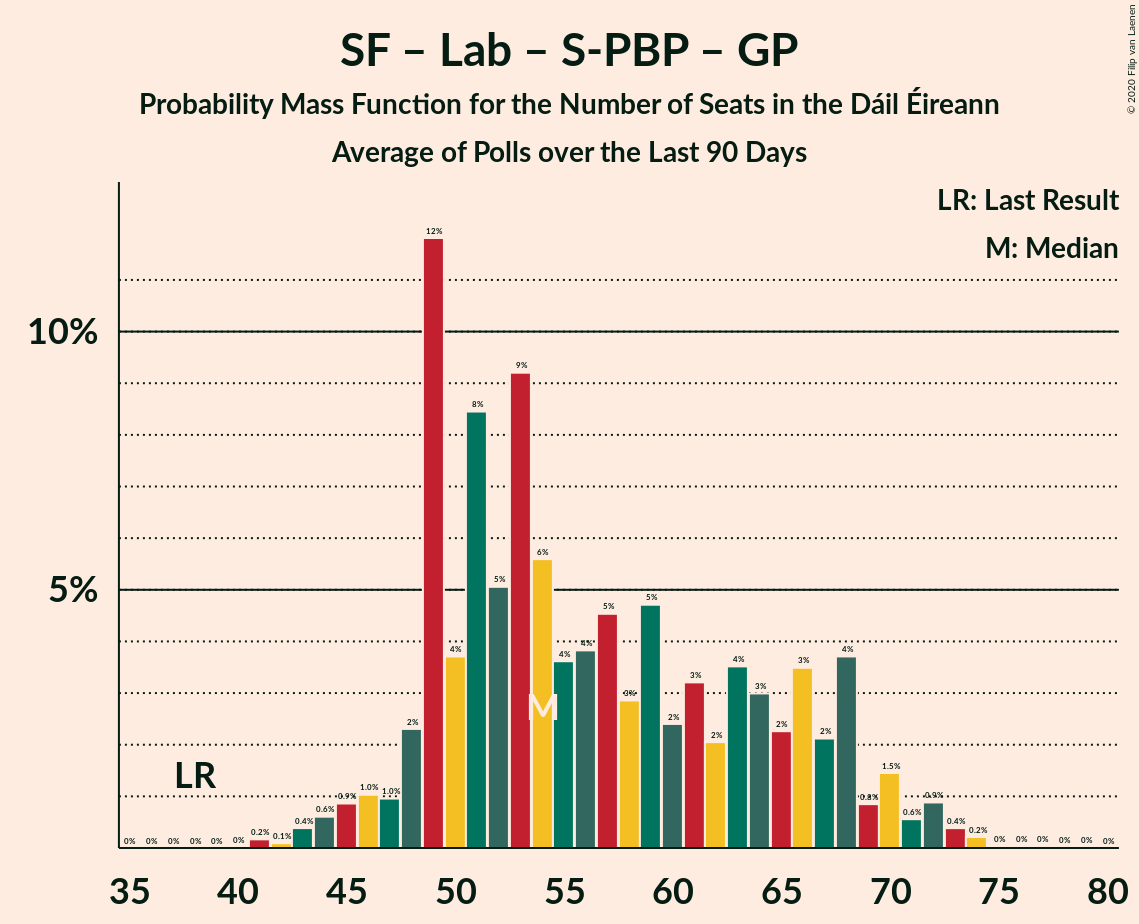 SF – Lab – S-PBP – GP
Probability Mass Function for the Number of Seats in the Dáil Éireann
Average of Polls over the Last 90 Days
© 2020 Filip van Laenen
LR: Last Result
M: Median
10%
5%
LR
M
0% 0% 0% 0% 0% 0% 0.2% 0.1% 0.4% 0.6% 0.9% 1.0% 1.0% 2% 12% 4% 8% 5% 9% 6% 4% 4% 5% 3% 5% 2% 3% 2% 4% 3% 2% 3% 2% 4% 0.8% 1.5% 0.6% 0.9% 0.4% 0.2% 0% 0% 0% 0% 0% 0%
35 40 45 50 55 60 65 70 75 80